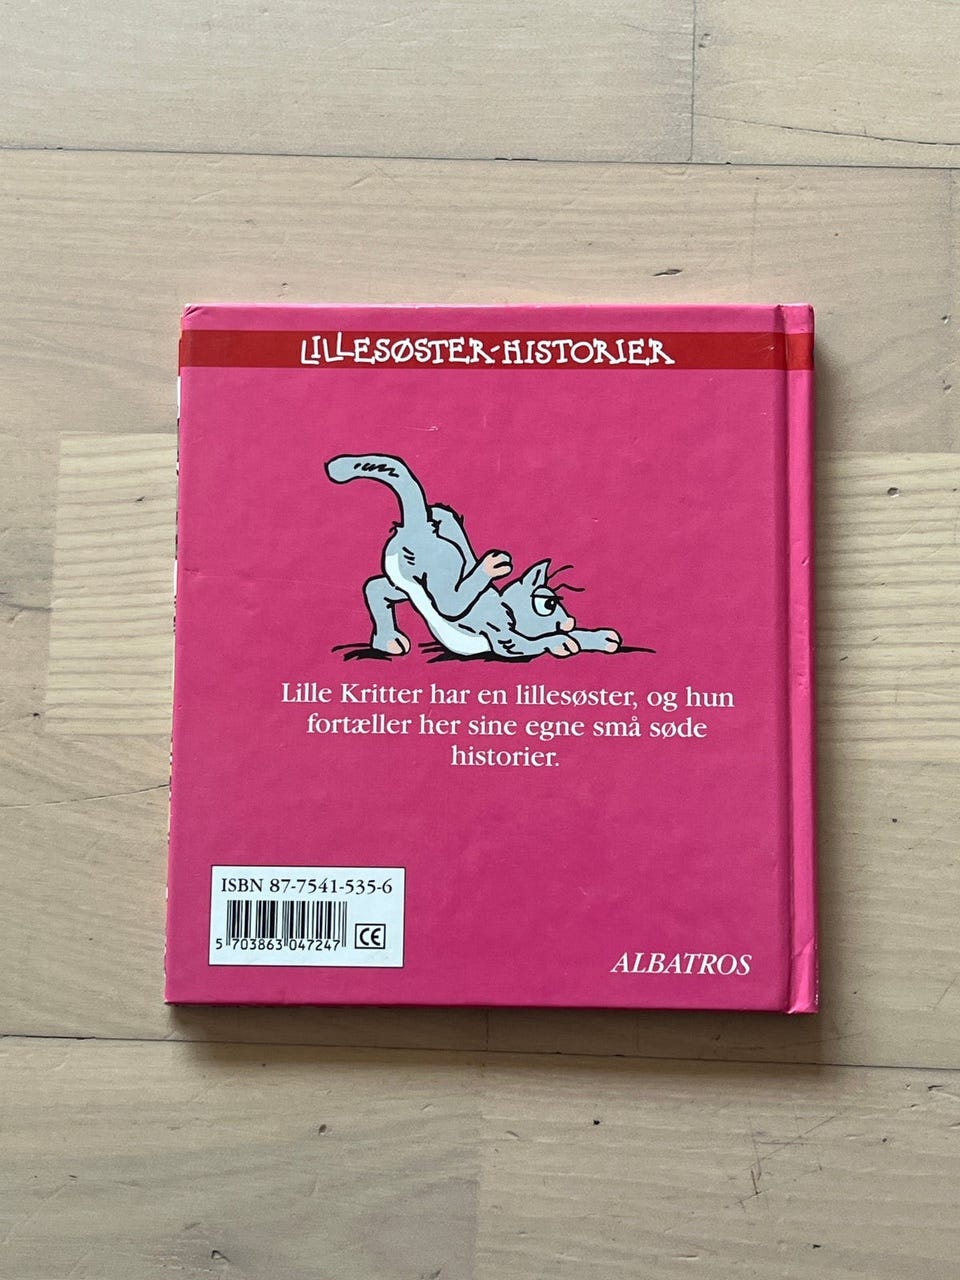 LILLESØSTER-HISTORIER
Lille Kritter har en lillesøster, og hun
fortæller her sine egne små søde
historier.
ISBN 87-7541-535-6
5 703863 047247
CE
ALBATROS